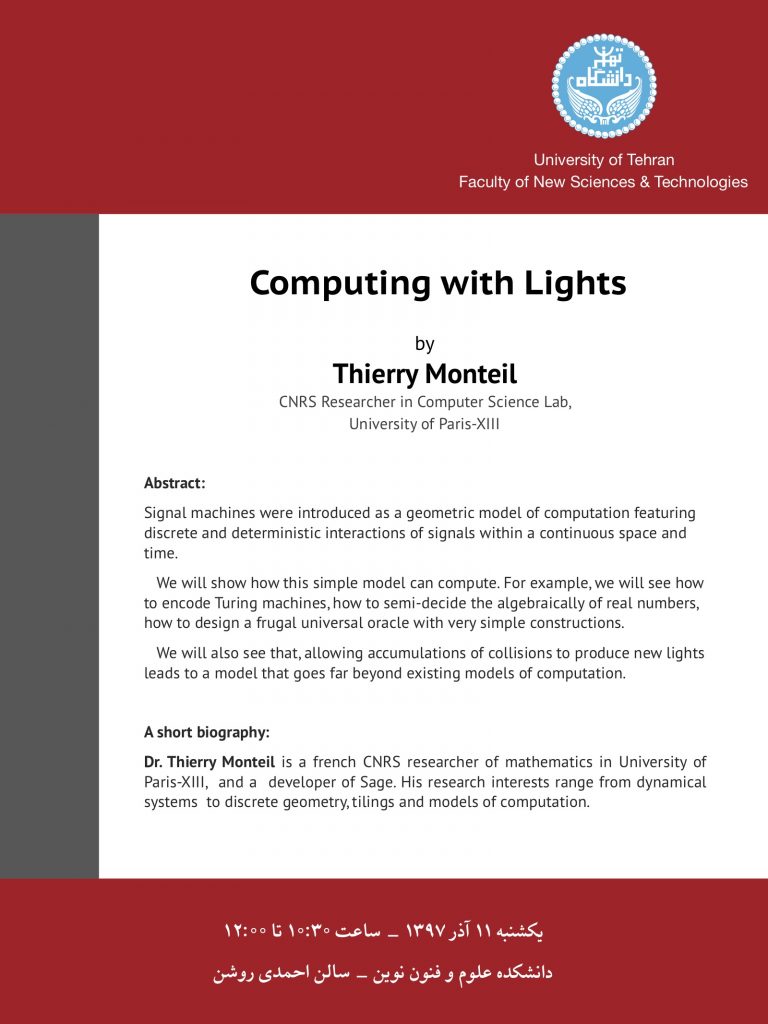 تهران
دانشگاه
University of Tehran
Faculty of New Sciences & Technologies
Computing with Lights
by
Thierry Monteil
CNRS Researcher in Computer Science Lab,
University of Paris-XIII
Abstract:
Signal machines were introduced as a geometric model of computation featuring
discrete and deterministic interactions of signals within a continuous space and
time.
We will show how this simple model can compute. For example, we will see how
to encode Turing machines, how to semi-decide the algebraically of real numbers,
how to design a frugal universal oracle with very simple constructions.
We will also see that, allowing accumulations of collisions to produce new lights
leads to a model that goes far beyond existing models of computation.
A short biography:
Dr. Thierry Monteil is a french CNRS researcher of mathematics in University of
Paris-XIII, and a developer of Sage. His research interests range from dynamical
systems to discrete geometry, tilings and models of computation.
یکشنبه ۱۱ آذر ۱۳۹۷ – ساعت ۱۰:۳۰ تا ۱۲:۰۰
دانشکده علوم و فنون نوین – سالن احمدی روشن